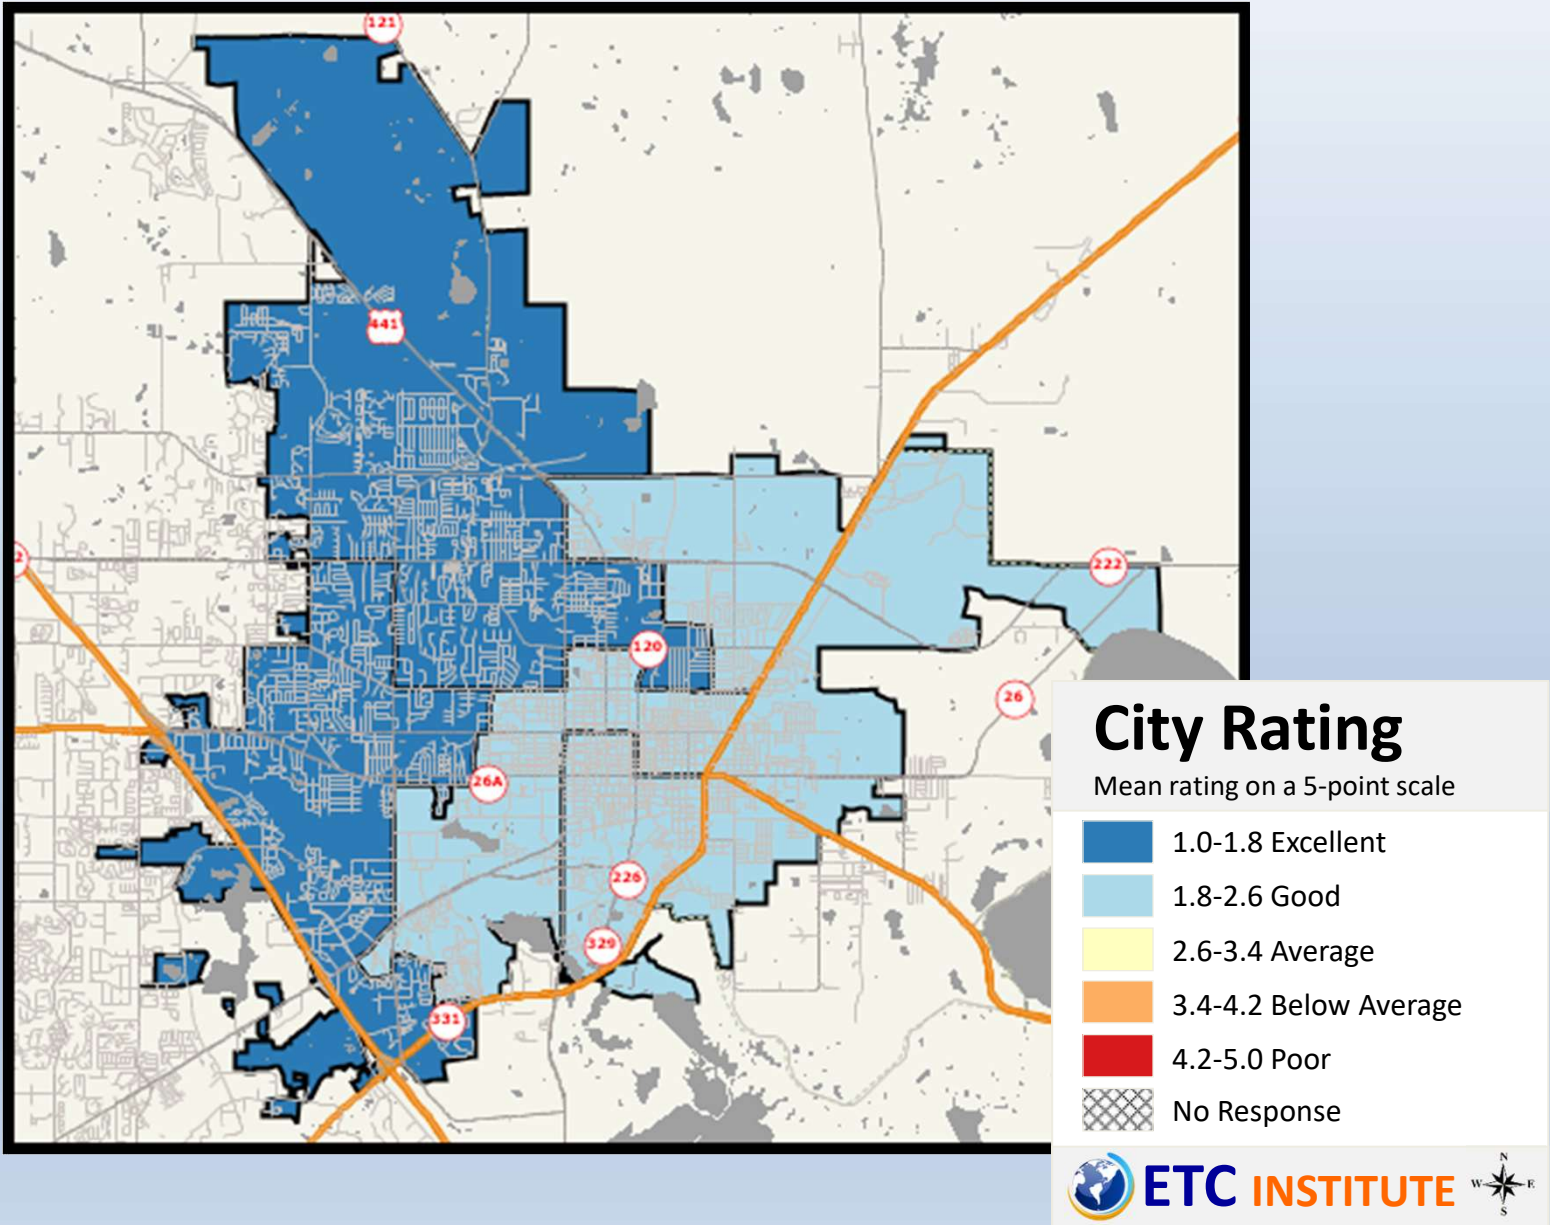 121
441
2
222
120
26
26A
226
329
331
City Rating
Mean rating on a 5-point scale
1.0-1.8 Excellent
1.8-2.6 Good
2.6-3.4 Average
3.4-4.2 Below Average
4.2-5.0 Poor
No Response
ETC INSTITUTE
N
W E
S